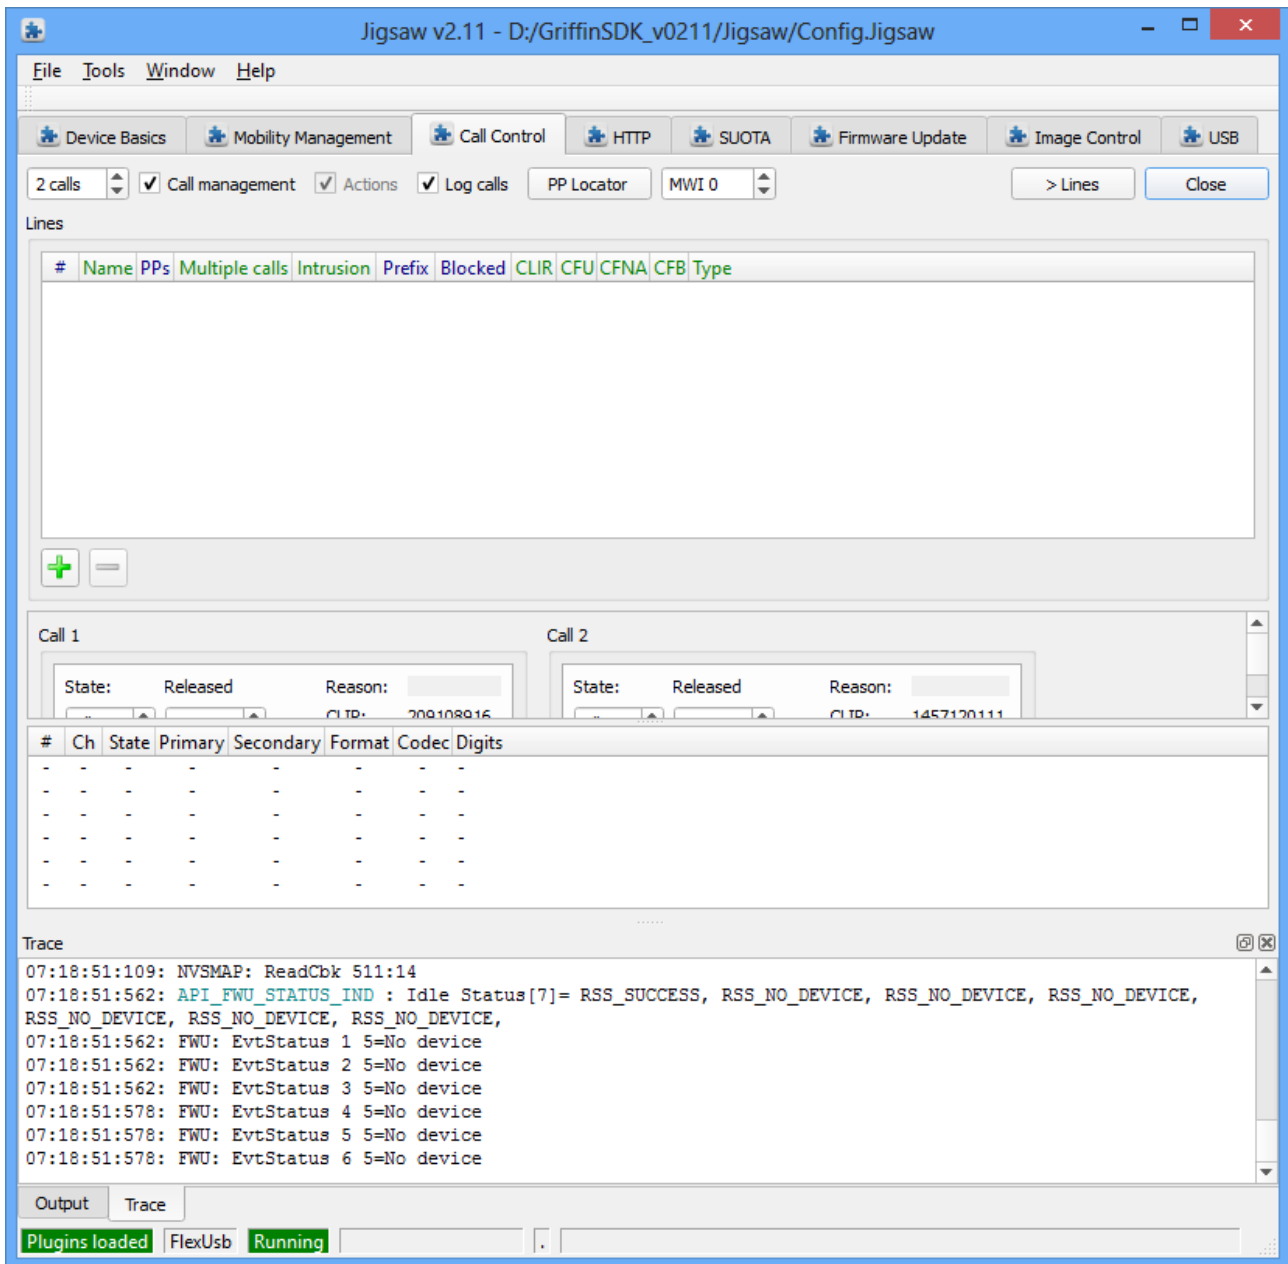 Jigsaw v2.11 - D:/GriffinSDK_v0211/Jigsaw/Config.Jigsaw
File Tools Window Help
Device Basics Mobility Management Call Control HTTP SUOTA Firmware Update Image Control USB
2 calls Call management Actions Log calls PP Locator MWI 0 > Lines Close
Lines
# Name PPs Multiple calls Intrusion Prefix Blocked CLIR CFU CFNA CFB Type
Call 1 Call 2
State: Released Reason: State: Released Reason:
CLIP: 209108916 CLIP: 1457120111
# Ch State Primary Secondary Format Codec Digits
- - - - - - - -
- - - - - - - -
- - - - - - - -
- - - - - - - -
- - - - - - - -
- - - - - - - -
Trace
07:18:51:109: NVSMAP: ReadCbk 511:14
07:18:51:562: API_FWU_STATUS_IND : Idle Status[7]= RSS_SUCCESS, RSS_NO_DEVICE, RSS_NO_DEVICE, RSS_NO_DEVICE,
RSS_NO_DEVICE, RSS_NO_DEVICE, RSS_NO_DEVICE,
07:18:51:562: FWU: EvtStatus 1 5=No device
07:18:51:562: FWU: EvtStatus 2 5=No device
07:18:51:562: FWU: EvtStatus 3 5=No device
07:18:51:578: FWU: EvtStatus 4 5=No device
07:18:51:578: FWU: EvtStatus 5 5=No device
07:18:51:578: FWU: EvtStatus 6 5=No device
Output Trace
Plugins loaded FlexUsb Running .